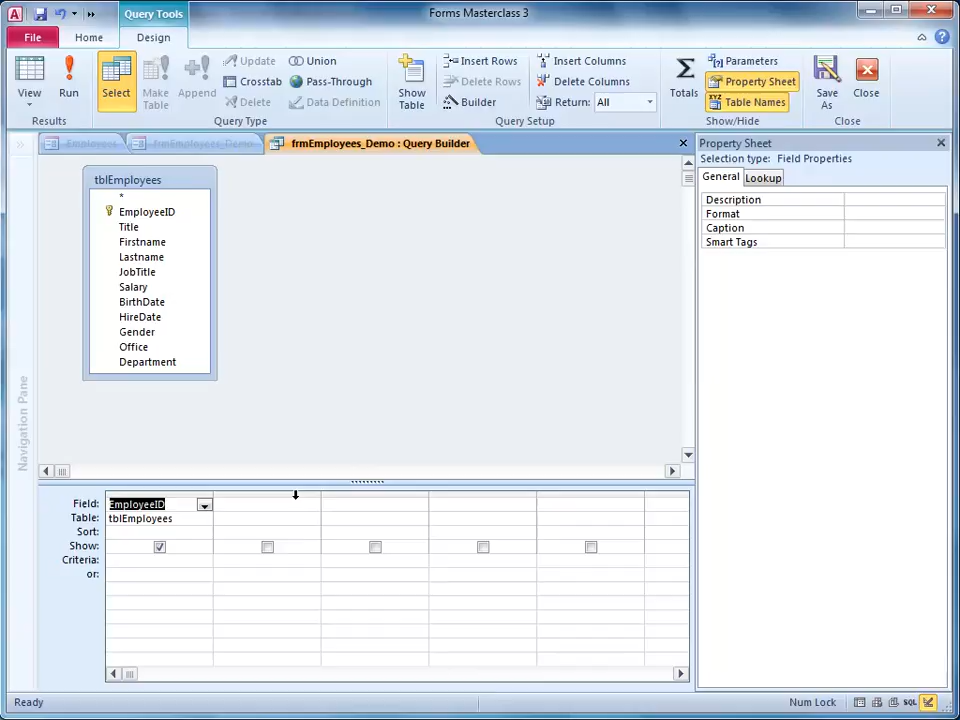 Query Tools
Forms Masterclass 3
File
Home
Design
View
Run
Select
Make Table
Append
Update
Crosstab
Delete
Union
Pass-Through
Data Definition
Show Table
Insert Rows
Delete Rows
Builder
Insert Columns
Delete Columns
Return: All
Totals
Parameters
Property Sheet
Table Names
Save As
Close
Results
Query Type
Query Setup
Show/Hide
Close
Employees
frmEmployees_Demo
frmEmployees_Demo : Query Builder
Property Sheet
Selection type: Field Properties
General
Lookup
Description
Format
Caption
Smart Tags
Navigation Pane
tblEmployees
*
EmployeeID
Title
Firstname
Lastname
JobTitle
Salary
BirthDate
HireDate
Gender
Office
Department
Field: EmployeeID
Table: tblEmployees
Sort:
Show:
Criteria:
or:
Ready
Num Lock
SQL